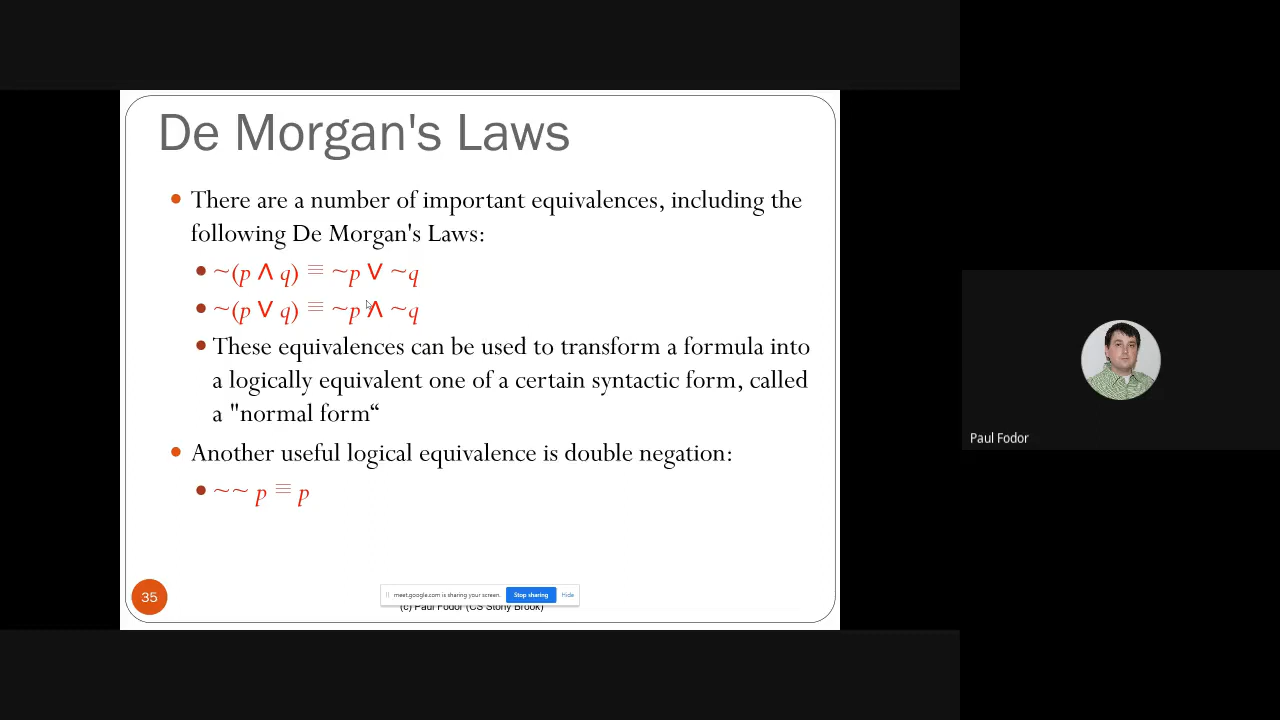 De Morgan's Laws
There are a number of important equivalences, including the
following De Morgan's Laws:
~(p ∧ q) ≡ ~p ∨ ~q
~(p ∨ q) ≡ ~p ∧ ~q
These equivalences can be used to transform a formula into
a logically equivalent one of a certain syntactic form, called
a "normal form“
Another useful logical equivalence is double negation:
~~ p ≡ p
35
meet.google.com is sharing your screen.
Stop sharing
Hide
(c) Paul Fodor (CS Stony Brook)
Paul Fodor